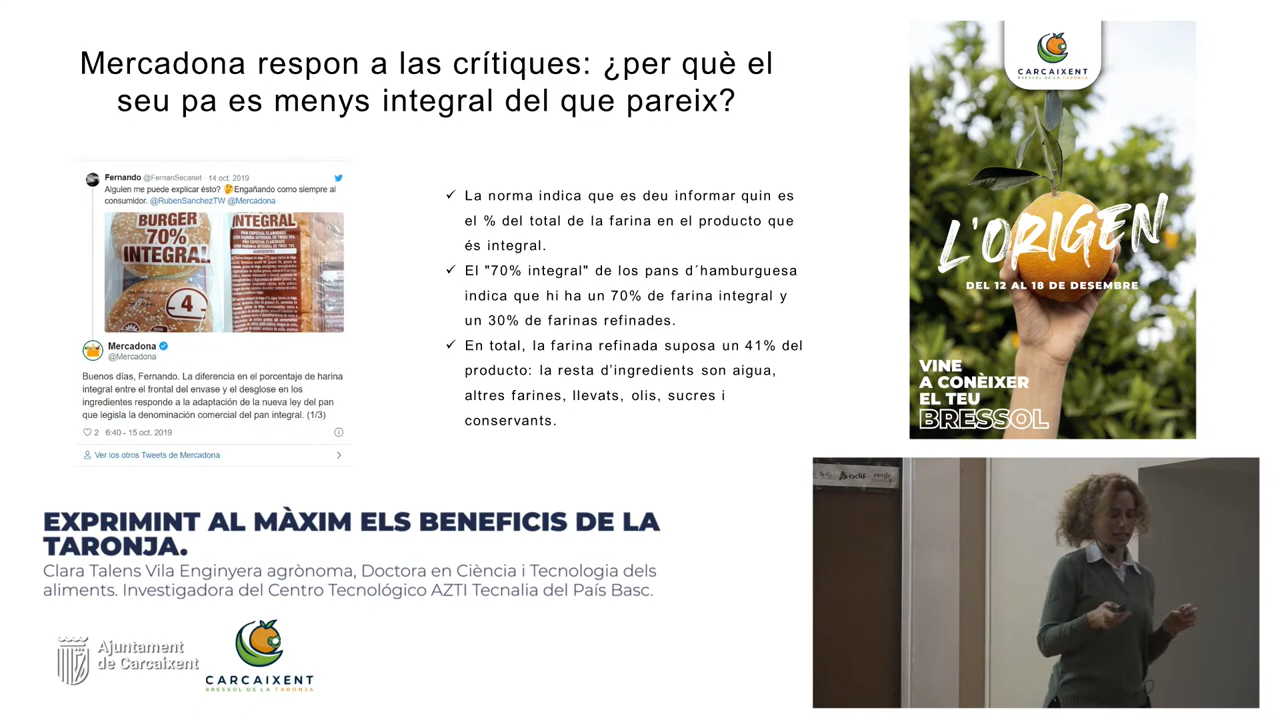 Mercadona respon a las crítiques: ¿per què el
seu pa es menys integral del que pareix?
Fernando @FernanSecanet · 14 oct. 2019
Alguien me puede explicar ésto? 🤔Engañando como siempre al
consumidor. @RubenSanchezTW @Mercadona
BURGER
70%
INTEGRAL
4
INTEGRAL
Mercadona
@Mercadona
Buenos días, Fernando. La diferencia en el porcentaje de harina
integral entre el frontal del envase y el desglose en los
ingredientes responde a la adaptación de la nueva ley del pan
que legisla la denominación comercial del pan integral. (1/3)
2 6:40 - 15 oct. 2019
Ver los otros Tweets de Mercadona
✓ La norma indica que es deu informar quin es
el % del total de la farina en el producto que
és integral.
✓ El "70% integral" de los pans d´hamburguesa
indica que hi ha un 70% de farina integral y
un 30% de farines refinades.
✓ En total, la farina refinada suposa un 41% del
producto: la resta d’ingredients son aigua,
altres farines, llevats, olis, sucres i
conservants.
CARCAIXENT
BRESSOL DE LA TARONJA
L'ORIGEN
DEL 12 AL 18 DE DESEMBRE
VINE
A CONÈIXER
EL TEU
BRESSOL
adif
renfe
EXPRIMINT AL MÀXIM ELS BENEFICIS DE LA
TARONJA.
Clara Talens Vila Enginyera agrònoma, Doctora en Ciència i Tecnologia dels
aliments. Investigadora del Centro Tecnológico AZTI Tecnalia del País Basc.
Ajuntament
de Carcaixent
CARCAIXENT
BRESSOL DE LA TARONJA